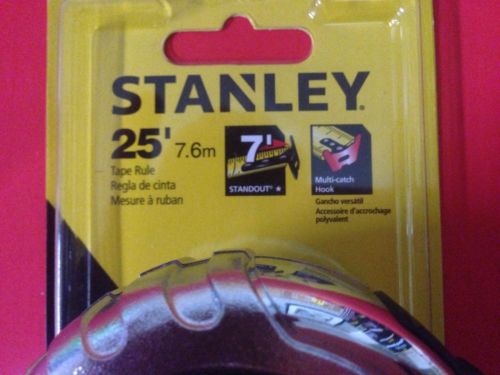 STANLEY.
25' 7.6m
Tape Rule
Regla de cinta
Mesure à ruban
7'
STANDOUT* ★
Multi-catch
Hook
Gancho versátil
Accessoire d'accrochage
polyvalent